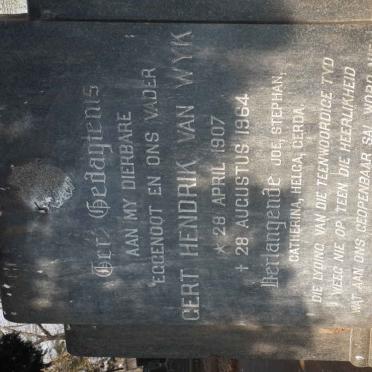 Ter Gedagtenis
AAN MY DIERBARE
EGGENOOT EN ONS VADER
GERT HENDRIK VAN WYK
* 28 APRIL 1907
+ 28 AUGUSTUS 1964
Verlangende JOE, STEPHAN,
CATHERINA, HELGA, GERDA.
DIE LYDING VAN DIE TEENWOORDIGE TYD
WEEG NIE OP TEEN DIE HEERLIKHEID
WAT AAN ONS GEOPENBAAR SAL WORD